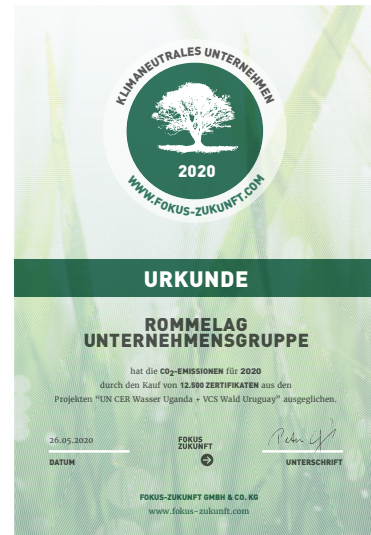 KLIMANEUTRALES UNTERNEHMEN
2020
WWW.FOKUS-ZUKUNFT.COM
URKUNDE
ROMMELAG
UNTERNEHMENSGRUPPE
hat die CO₂-EMISSIONEN für 2020
durch den Kauf von 12.500 ZERTIFIKATEN aus den
Projekten “UN CER Wasser Uganda + VCS Wald Uruguay” ausgeglichen.
26.05.2020
FOKUS
ZUKUNFT
DATUM
UNTERSCHRIFT
FOKUS-ZUKUNFT GMBH & CO. KG
www.fokus-zukunft.com